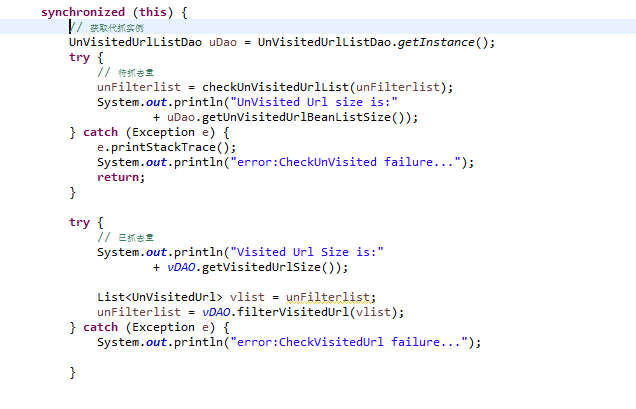 synchronized (this) {
// 获取代抓实例
UnVisitedUrlListDao uDao = UnVisitedUrlListDao.getInstance();
try {
// 待抓去重
unFilterlist = checkUnVisitedUrlList(unFilterlist);
System.out.println("UnVisited Url size is:"
+ uDao.getUnVisitedUrlBeanListSize());
} catch (Exception e) {
e.printStackTrace();
System.out.println("error:CheckUnVisited failure...");
return;
}
try {
// 已抓去重
System.out.println("Visited Url Size is:"
+ vDAO.getVisitedUrlSize());
List<UnVisitedUrl> vlist = unFilterlist;
unFilterlist = vDAO.filterVisitedUrl(vlist);
} catch (Exception e) {
System.out.println("error:CheckVisitedUrl failure...");
}